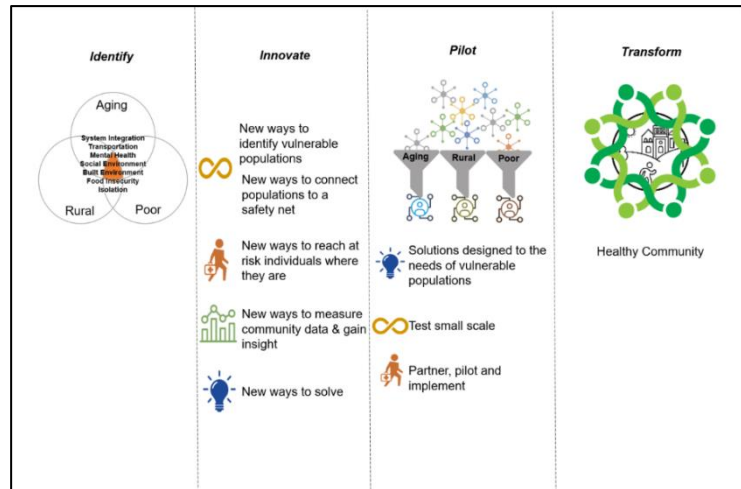 Identify
Aging
System Integration
Transportation
Mental Health
Social Environment
Built Environment
Food Insecurity
Isolation
Rural
Poor
Innovate
New ways to
identify vulnerable
populations
New ways to connect
populations to a
safety net
New ways to reach at
risk individuals where
they are
New ways to measure
community data & gain
insight
New ways to solve
Pilot
Aging
Rural
Poor
Solutions designed to the
needs of vulnerable
populations
Test small scale
Partner, pilot and
implement
Transform
Healthy Community